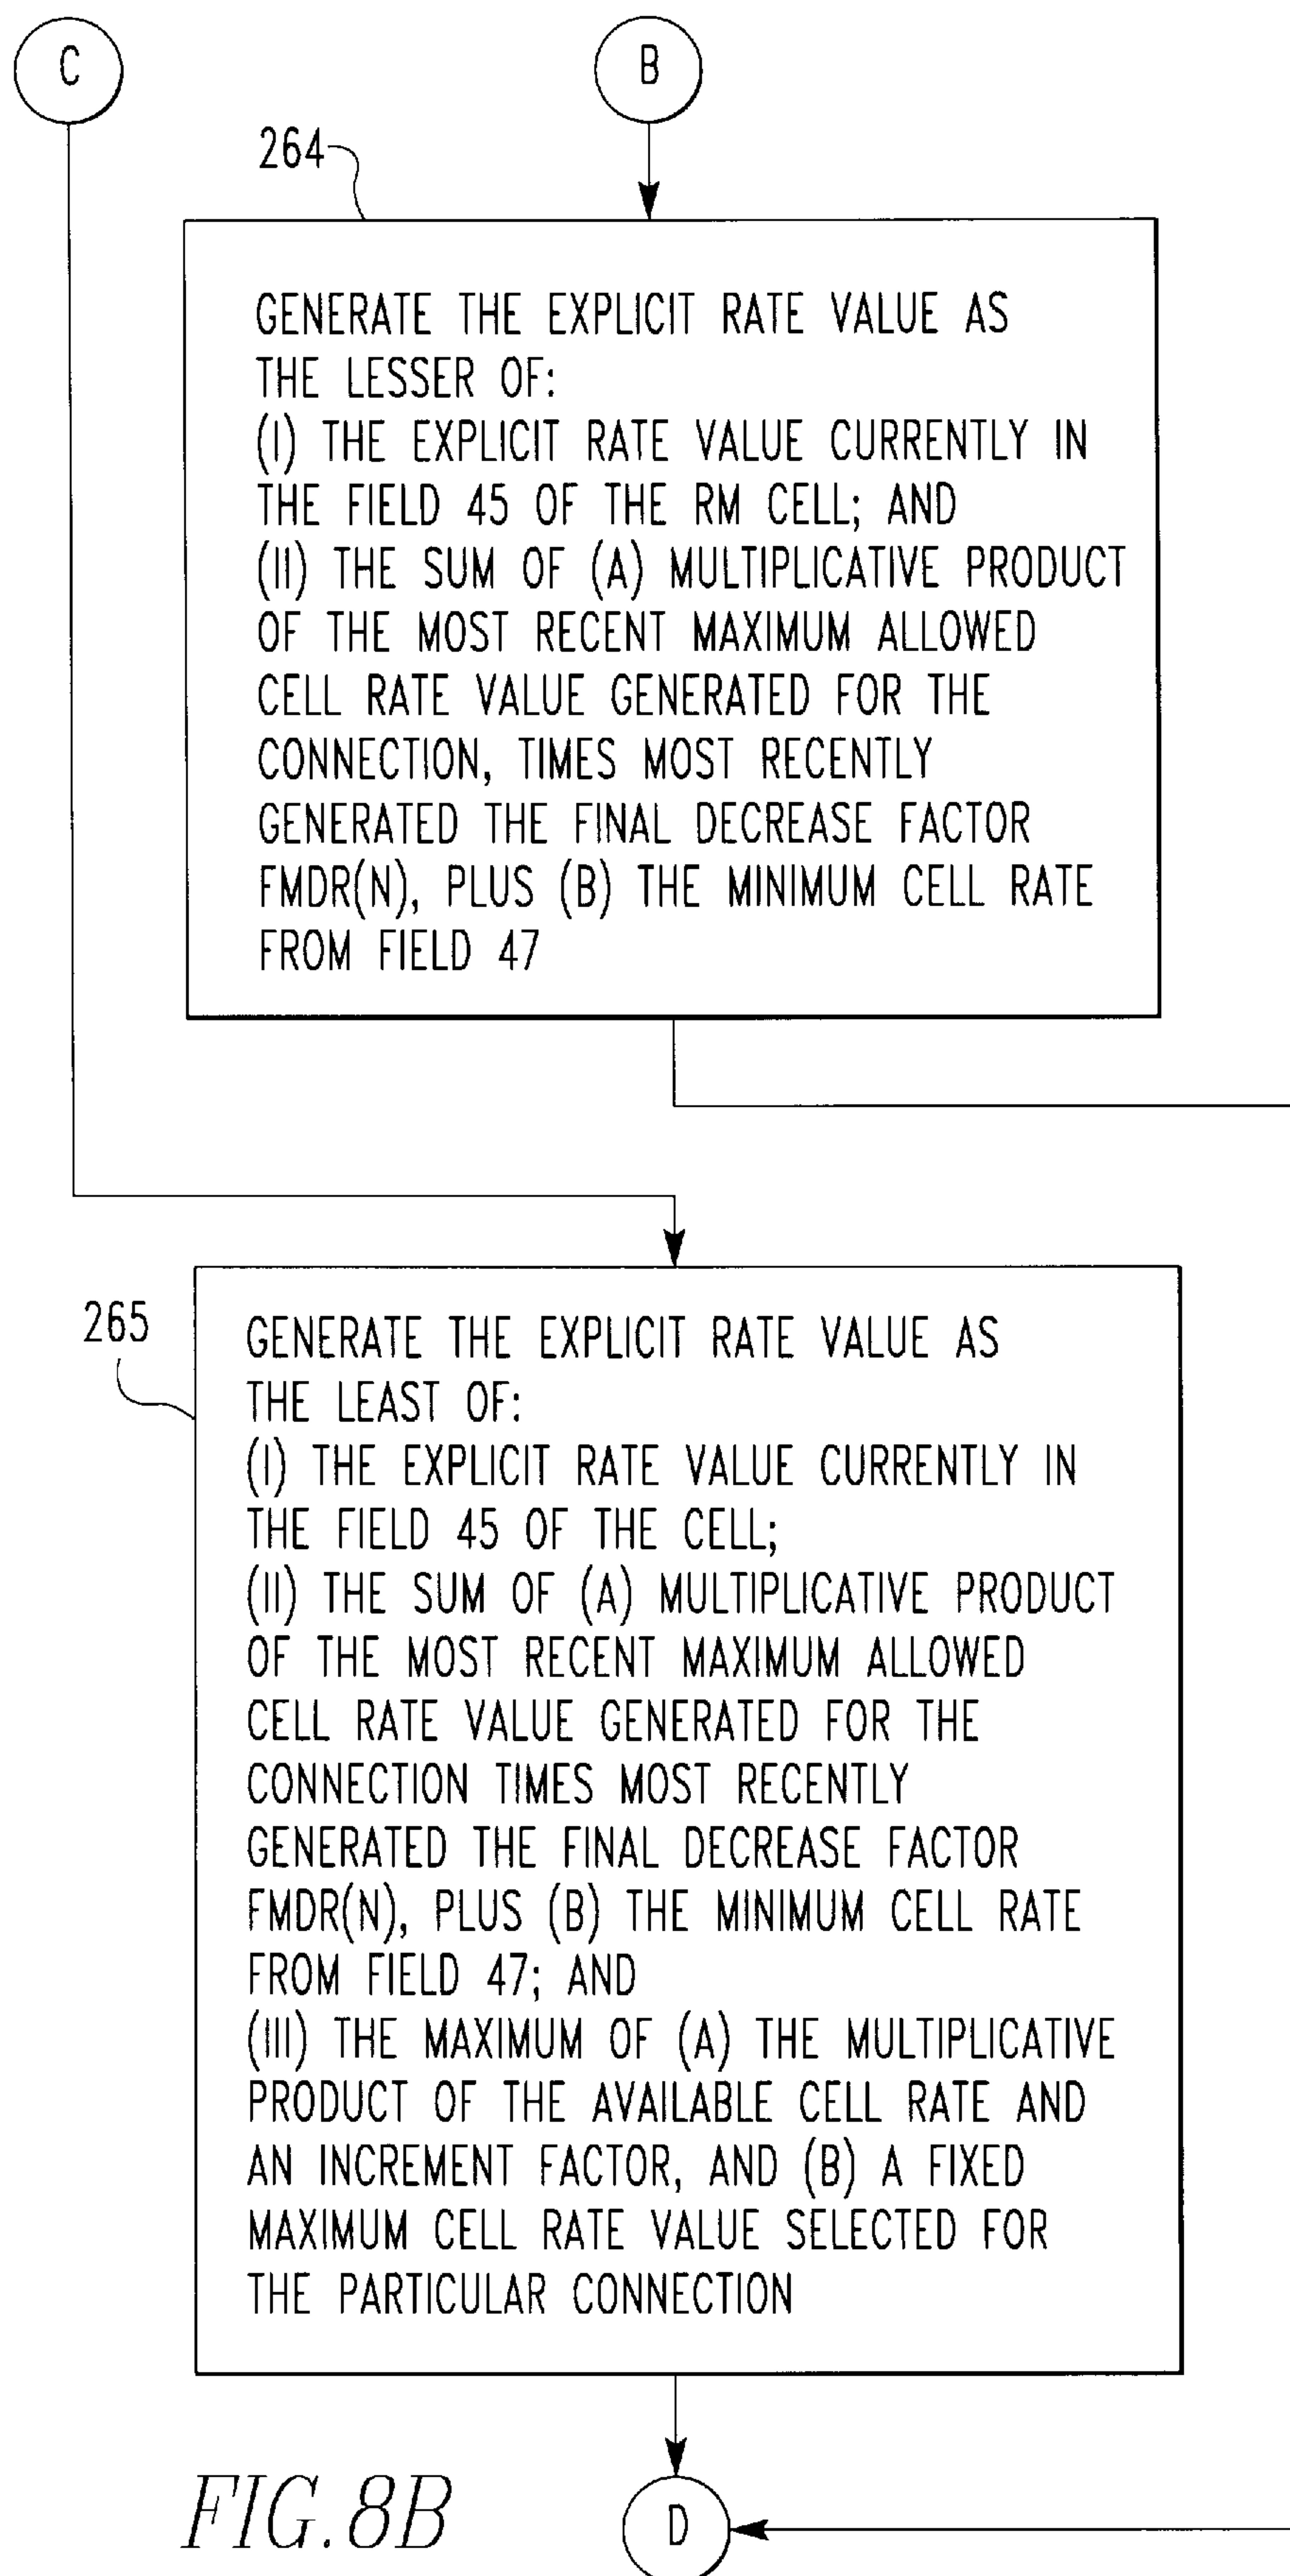 C
B
264
GENERATE THE EXPLICIT RATE VALUE AS
THE LESSER OF:
(I) THE EXPLICIT RATE VALUE CURRENTLY IN
THE FIELD 45 OF THE RM CELL; AND
(II) THE SUM OF (A) MULTIPLICATIVE PRODUCT
OF THE MOST RECENT MAXIMUM ALLOWED
CELL RATE VALUE GENERATED FOR THE
CONNECTION, TIMES MOST RECENTLY
GENERATED THE FINAL DECREASE FACTOR
FMDR(N), PLUS (B) THE MINIMUM CELL RATE
FROM FIELD 47
265
GENERATE THE EXPLICIT RATE VALUE AS
THE LEAST OF:
(I) THE EXPLICIT RATE VALUE CURRENTLY IN
THE FIELD 45 OF THE CELL;
(II) THE SUM OF (A) MULTIPLICATIVE PRODUCT
OF THE MOST RECENT MAXIMUM ALLOWED
CELL RATE VALUE GENERATED FOR THE
CONNECTION TIMES MOST RECENTLY
GENERATED THE FINAL DECREASE FACTOR
FMDR(N), PLUS (B) THE MINIMUM CELL RATE
FROM FIELD 47; AND
(III) THE MAXIMUM OF (A) THE MULTIPLICATIVE
PRODUCT OF THE AVAILABLE CELL RATE AND
AN INCREMENT FACTOR, AND (B) A FIXED
MAXIMUM CELL RATE VALUE SELECTED FOR
THE PARTICULAR CONNECTION
FIG.8B
D